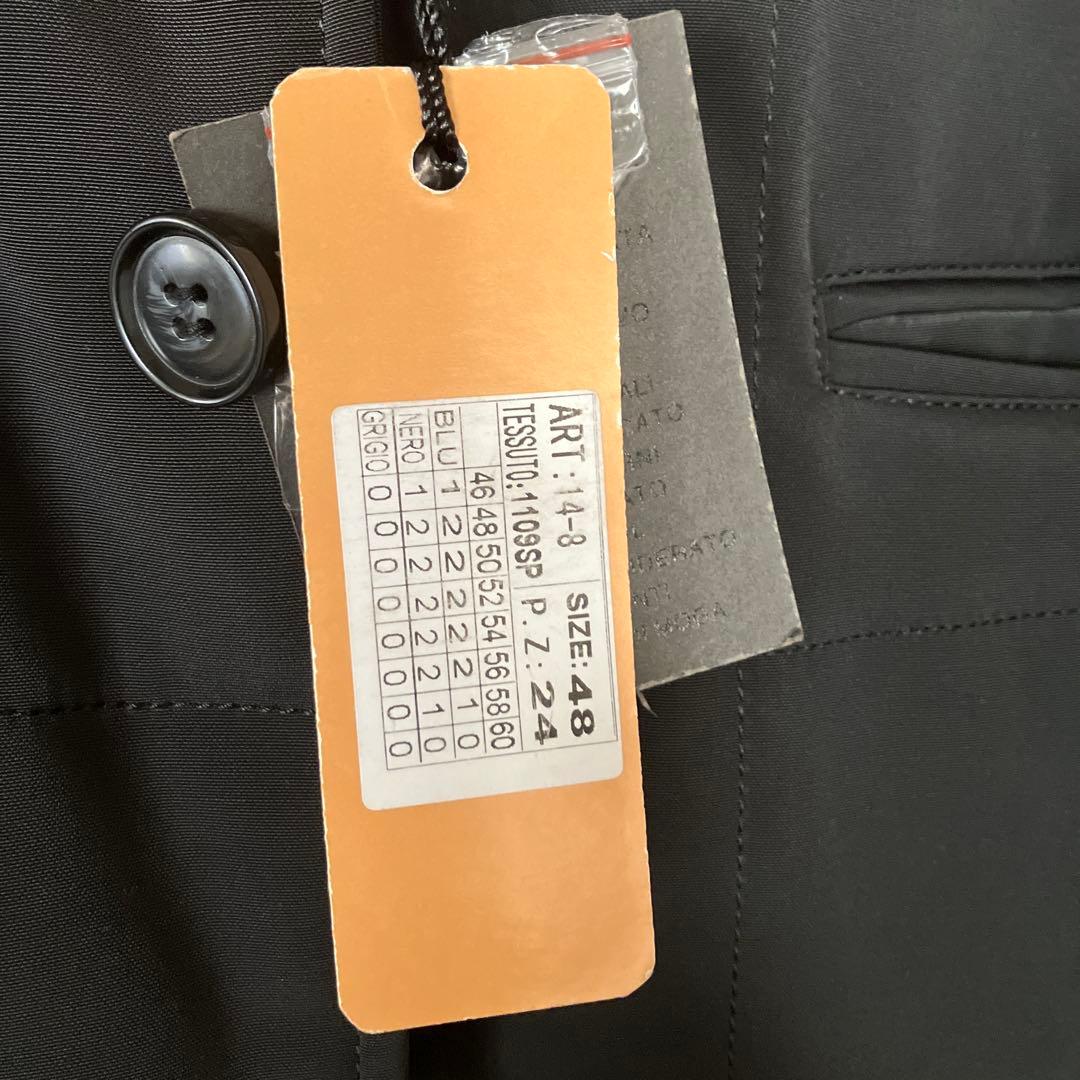 ART:14-8 SIZE:48
TESSUTO:1109SP P.Z:24
46 48 50 52 54 56 58 60
BLU 1 2 2 2 2 2 1 0
NERO 1 2 2 2 2 2 1 0
GRIGIO 0 0 0 0 0 0 0 0
DERATO
MODA